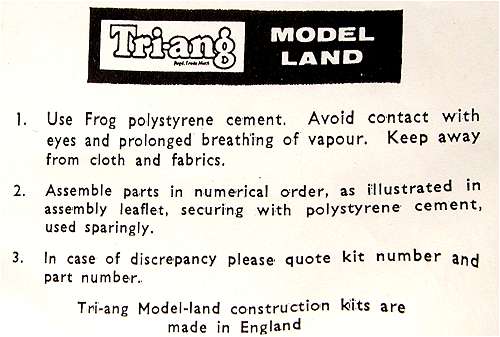 Tri-ang
Regd. Trade Mark
MODEL
LAND
1. Use Frog polystyrene cement. Avoid contact with
eyes and prolonged breathing of vapour. Keep away
from cloth and fabrics.
2. Assemble parts in numerical order, as illustrated in
assembly leaflet, securing with polystyrene cement,
used sparingly.
3. In case of discrepancy please quote kit number and
part number.
Tri-ang Model-land construction kits are
made in England